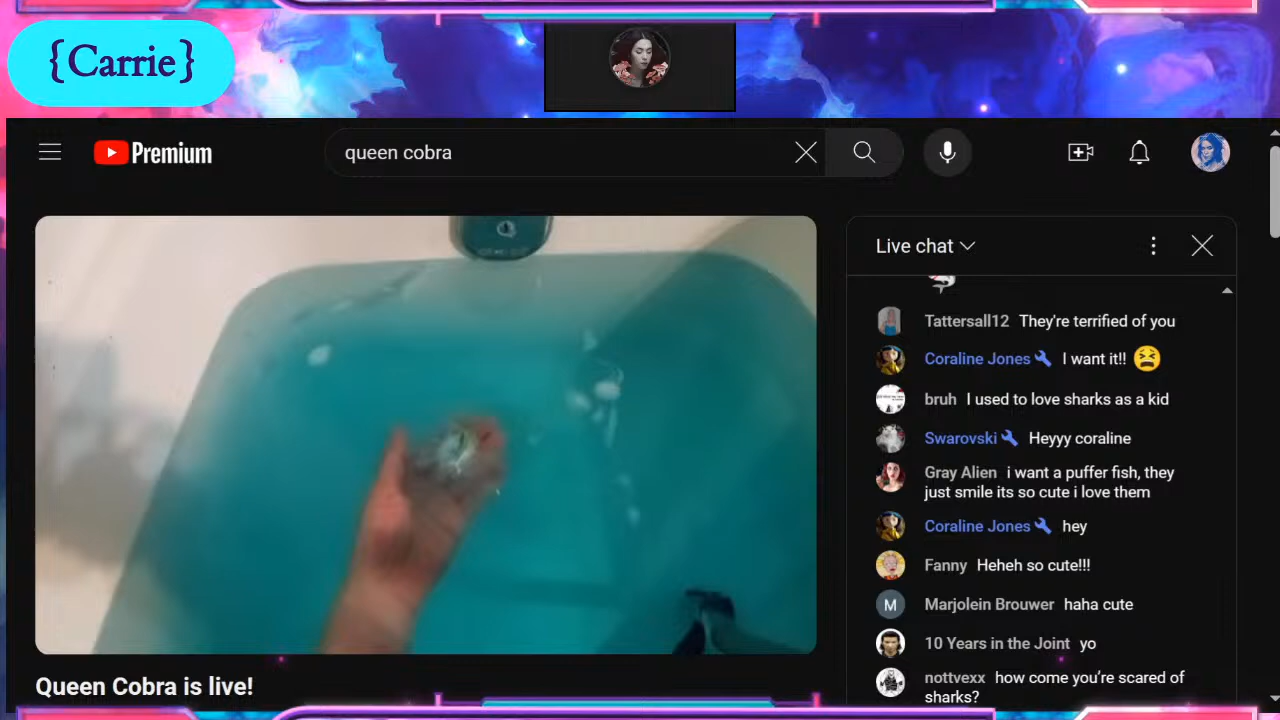 {Carrie}
Premium
queen cobra
Live chat
Tattersall12 They're terrified of you
Coraline Jones I want it!!
bruh I used to love sharks as a kid
Swarovski Heyyy coraline
Gray Alien i want a puffer fish, they
just smile its so cute i love them
Coraline Jones hey
Fanny Heheh so cute!!!
M Marjolein Brouwer haha cute
10 Years in the Joint yo
nottvexx how come you're scared of
sharks?
Queen Cobra is live!